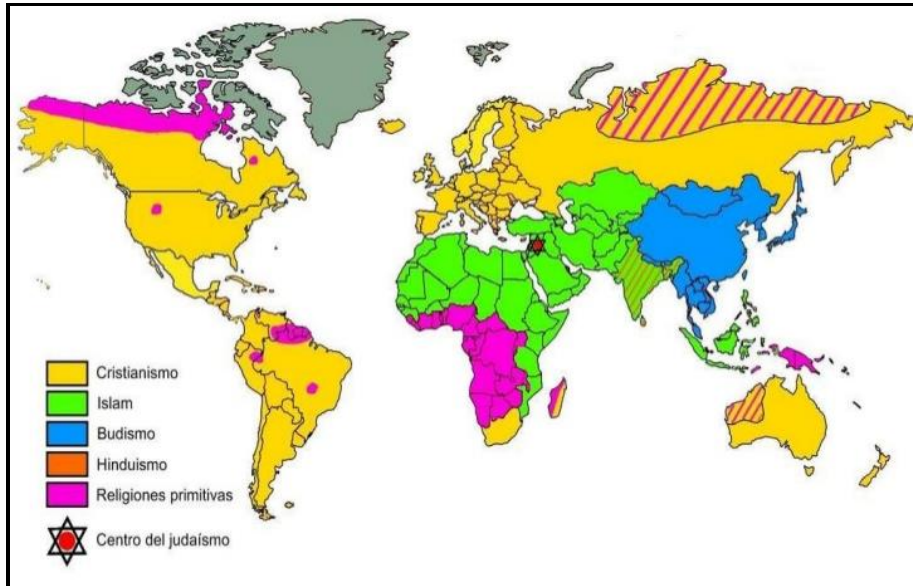 Cristianismo
Islam
Budismo
Hinduismo
Religiones primitivas
Centro del judaísmo